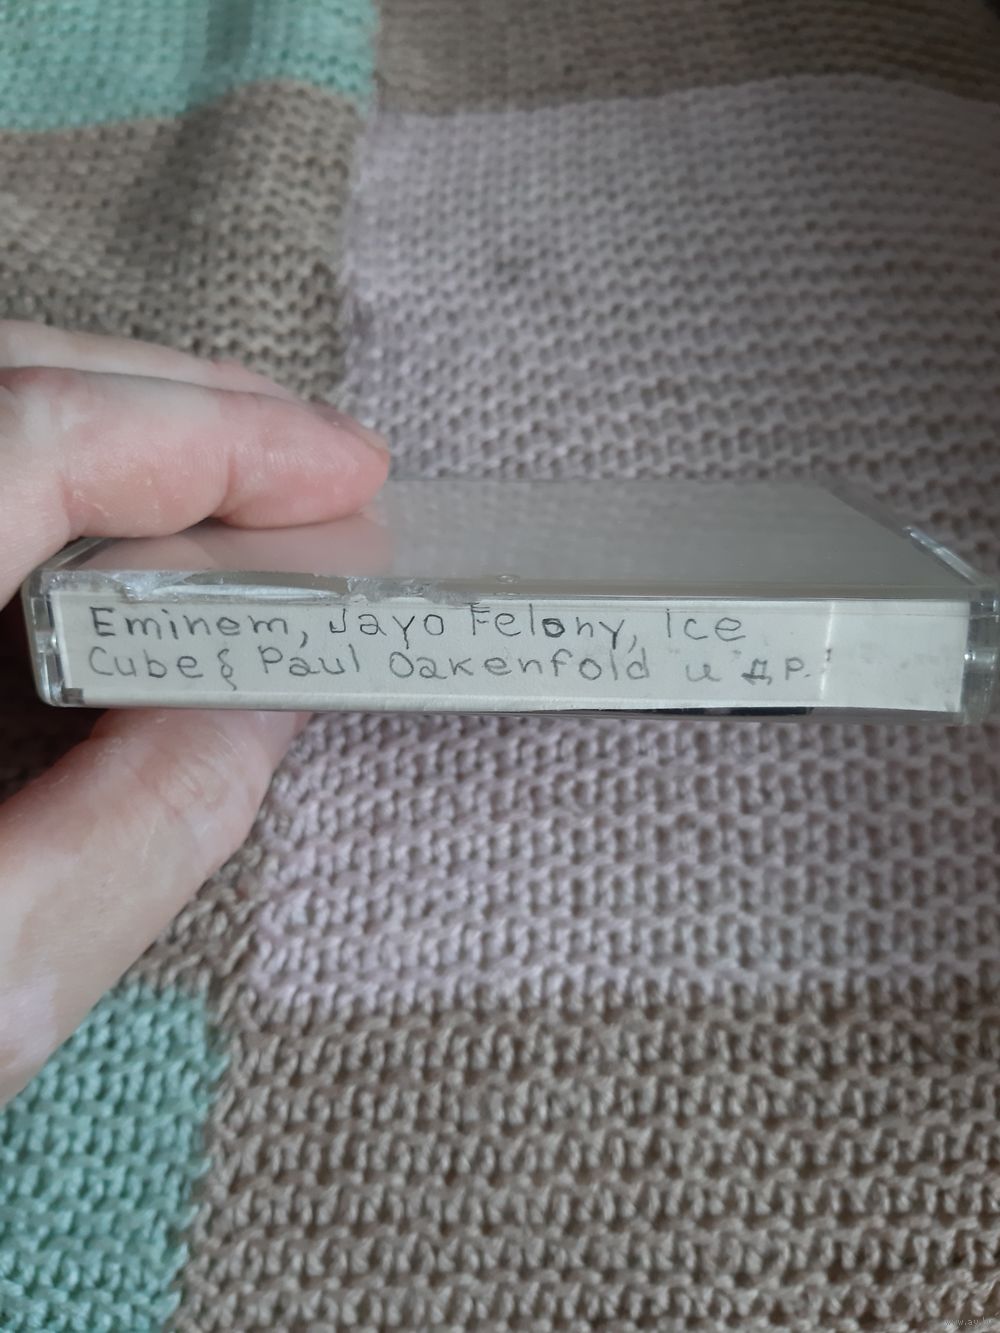 Eminem, Jayo Felony, Ice
Cube & Paul Oakenfold и др.